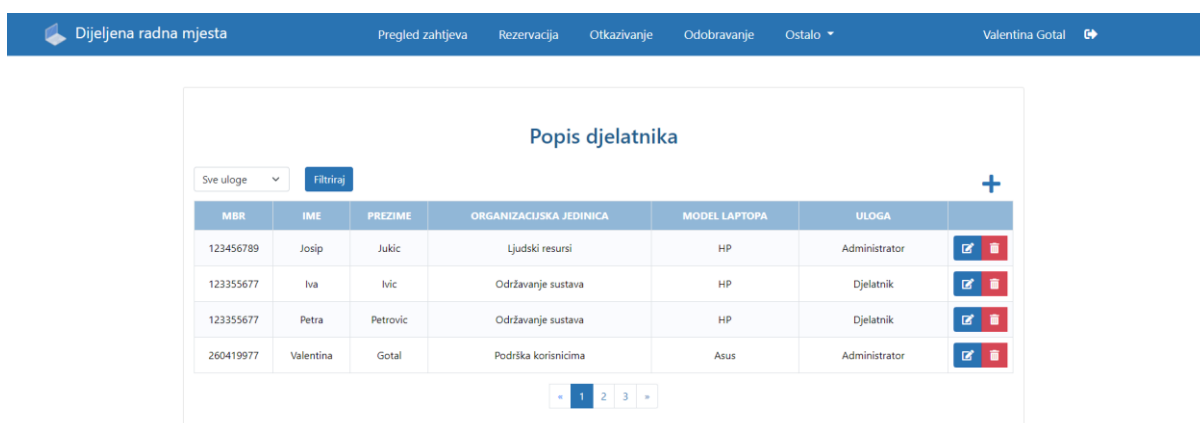 Dijeljena radna mjesta Pregled zahtjeva Rezervacija Otkazivanje Odobravanje Ostalo Valentina Gotal
Popis djelatnika
Sve uloge Filtriraj
MBR IME PREZIME ORGANIZACIJSKA JEDINICA MODEL LAPTOPA ULOGA
123456789 Josip Jukic Ljudski resursi HP Administrator
123355677 Iva Ivic Održavanje sustava HP Djelatnik
123355677 Petra Petrovic Održavanje sustava HP Djelatnik
260419977 Valentina Gotal Podrška korisnicima Asus Administrator
« 1 2 3 »